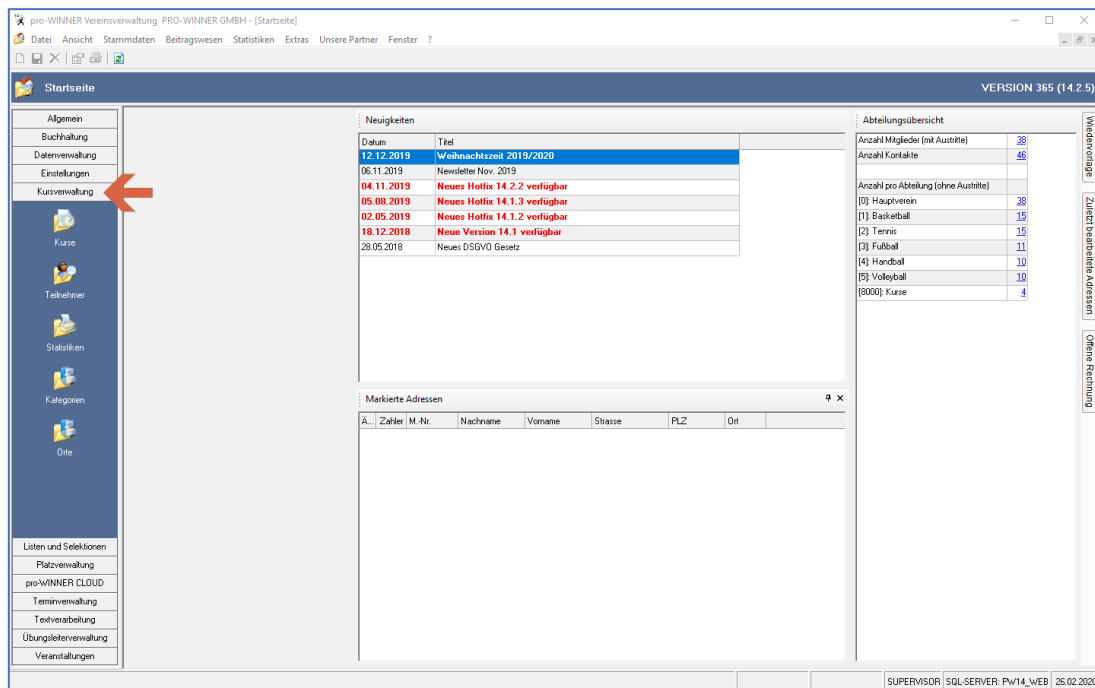 pro-WINNER Vereinsverwaltung PRO-WINNER GMBH - [Startseite]
Datei Ansicht Stammdaten Beitragswesen Statistiken Extras Unsere Partner Fenster ?
Startseite
VERSION 365 (14.2.5)
Allgemein
Buchhaltung
Datenverwaltung
Einstellungen
Kursverwaltung
Kurse
Teilnehmer
Statistiken
Kategorien
Orte
Listen und Selektionen
Platzverwaltung
pro-WINNER CLOUD
Terminverwaltung
Textverarbeitung
Übungsleiterverwaltung
Veranstaltungen
Neuigkeiten
Datum Titel
12.12.2019 Weihnachtszeit 2019/2020
06.11.2019 Newsletter Nov. 2019
04.11.2019 Neues Hotfix 14.2.2 verfügbar
05.08.2019 Neues Hotfix 14.1.3 verfügbar
02.05.2019 Neues Hotfix 14.1.2 verfügbar
18.12.2018 Neue Version 14.1 verfügbar
28.05.2018 Neues DSGVO Gesetz
Markierte Adressen
Ä... Zahler M.-Nr. Nachname Vorname Strasse PLZ Ort
Abteilungsübersicht
Anzahl Mitglieder (mit Austritte) 38
Anzahl Kontakte 46
Anzahl pro Abteilung (ohne Austritte)
[0]: Hauptverein 38
[1]: Basketball 15
[2]: Tennis 15
[3]: Fußball 11
[4]: Handball 10
[5]: Volleyball 10
[8000]: Kurse 4
Wiedervorlage
Zuletzt bearbeitete Adressen
Offene Rechnung
SUPERVISOR SQL-SERVER: PW14_WEB 26.02.2020